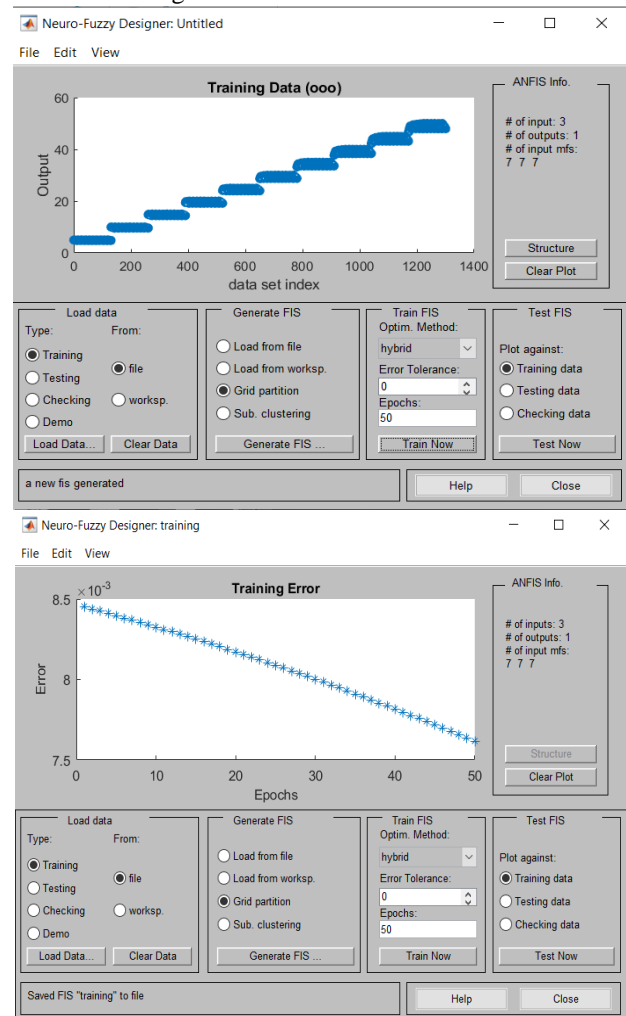 Neuro-Fuzzy Designer: Untitled
File Edit View
Training Data (ooo)
60
40
20
0
Output
0 200 400 600 800 1000 1200 1400
data set index
ANFIS Info.
# of input: 3
# of outputs: 1
# of input mfs:
7 7 7
Structure
Clear Plot
Load data
Type: From:
Training
Testing
Checking
Demo
file
worksp.
Load Data... Clear Data
Generate FIS
Load from file
Load from worksp.
Grid partition
Sub. clustering
Generate FIS ...
Train FIS
Optim. Method:
hybrid
Error Tolerance:
0
Epochs:
50
Train Now
Test FIS
Plot against:
Training data
Testing data
Checking data
Test Now
a new fis generated
Help Close
Neuro-Fuzzy Designer: training
File Edit View
Training Error
×10-3
8.5
8
7.5
Error
0 10 20 30 40 50
Epochs
ANFIS Info.
# of inputs: 3
# of outputs: 1
# of input mfs:
7 7 7
Structure
Clear Plot
Load data
Type: From:
Training
Testing
Checking
Demo
file
worksp.
Load Data... Clear Data
Generate FIS
Load from file
Load from worksp.
Grid partition
Sub. clustering
Generate FIS ...
Train FIS
Optim. Method:
hybrid
Error Tolerance:
0
Epochs:
50
Train Now
Test FIS
Plot against:
Training data
Testing data
Checking data
Test Now
Saved FIS "training" to file
Help Close